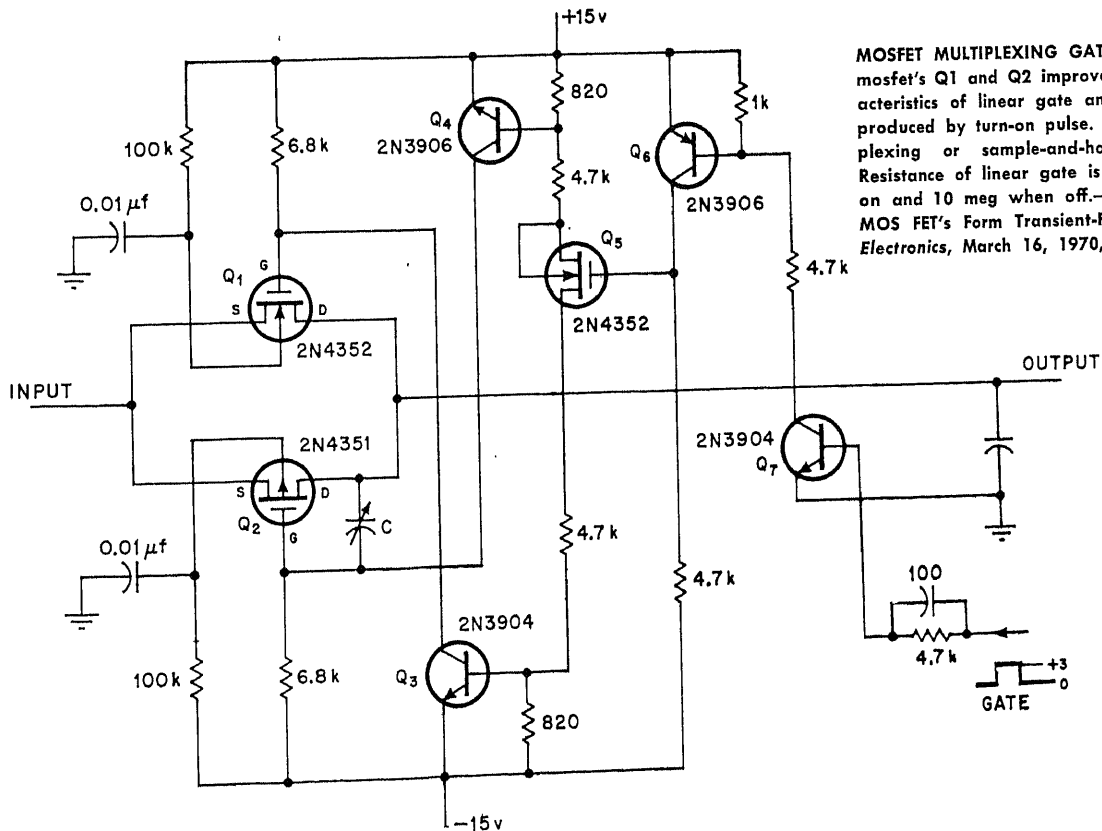 +15v
MOSFET MULTIPLEXING GAT
mosfet's Q1 and Q2 improve
acteristics of linear gate an
produced by turn-on pulse.
plexing or sample-and-ho
Resistance of linear gate is
on and 10 meg when off.—
MOS FET's Form Transient-F
Electronics, March 16, 1970,
100k
6.8k
Q4
2N3906
820
4.7k
Q6
1k
2N3906
0.01 µf
G
Q1
S
D
2N4352
Q5
2N4352
4.7k
INPUT
OUTPUT
2N4351
S
D
Q2
G
C
2N3904
Q7
0.01 µf
4.7k
4.7k
100
4.7k
+3
0
GATE
100k
6.8k
2N3904
Q3
820
-15v